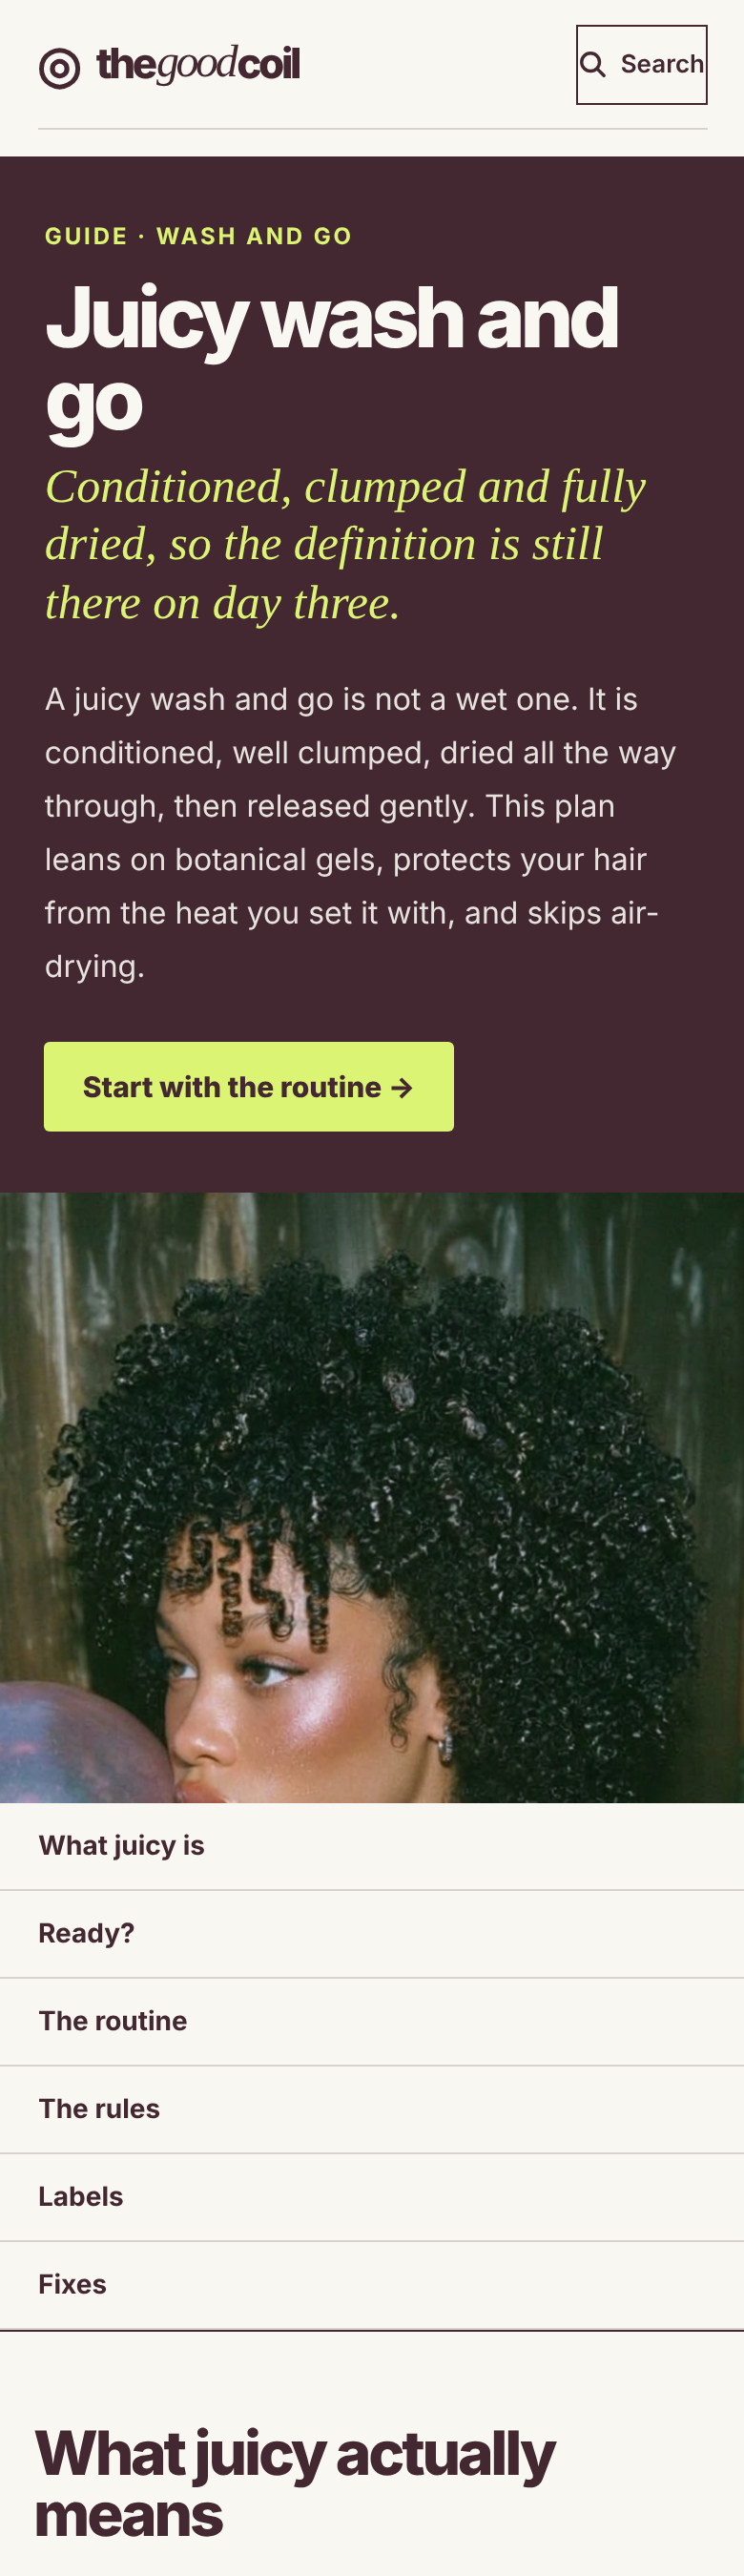 thegoodcoil
Search
GUIDE · WASH AND GO
Juicy wash and
go
Conditioned, clumped and fully
dried, so the definition is still
there on day three.
A juicy wash and go is not a wet one. It is
conditioned, well clumped, dried all the way
through, then released gently. This plan
leans on botanical gels, protects your hair
from the heat you set it with, and skips air-
drying.
Start with the routine →
What juicy is
Ready?
The routine
The rules
Labels
Fixes
What juicy actually
means